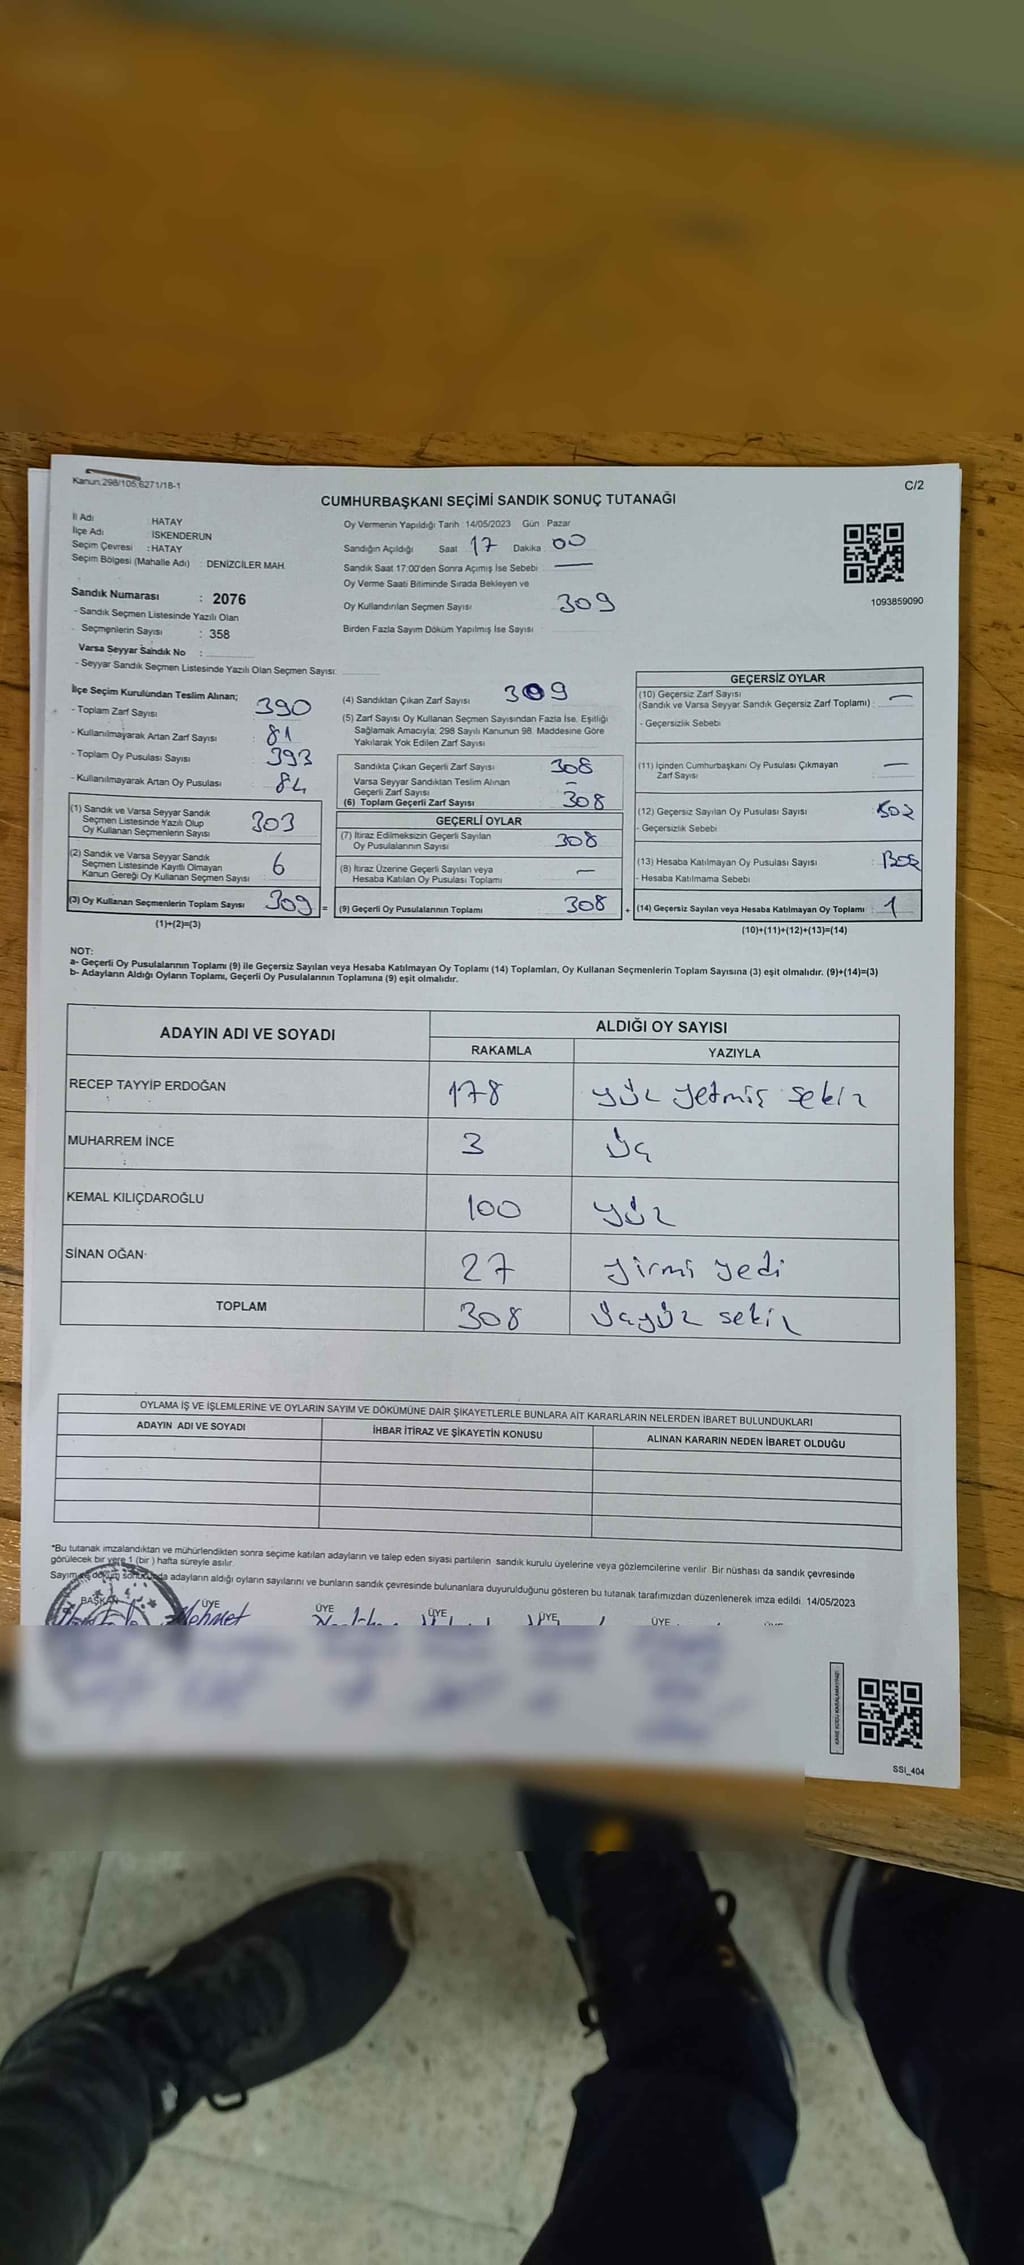 Kanun:298/105,6271/18-1
C/2
CUMHURBAŞKANI SEÇİMİ SANDIK SONUÇ TUTANAĞI
İl Adı : HATAY
İlçe Adı : İSKENDERUN
Seçim Çevresi : HATAY
Seçim Bölgesi (Mahalle Adı) : DENİZCİLER MAH.
Sandık Numarası : 2076
- Sandık Seçmen Listesinde Yazılı Olan
Seçmenlerin Sayısı : 358
Varsa Seyyar Sandık No :
- Seyyar Sandık Seçmen Listesinde Yazılı Olan Seçmen Sayısı:
Oy Vermenin Yapıldığı Tarih : 14/05/2023 Gün : Pazar
Sandığın Açıldığı Saat 17 Dakika : 00
Sandık Saat 17:00'den Sonra Açımış İse Sebebi : —
Oy Verme Saati Bitiminde Sırada Bekleyen ve
Oy Kullandırılan Seçmen Sayısı 309
Birden Fazla Sayım Döküm Yapılmış İse Sayısı
1093859090
İlçe Seçim Kurulundan Teslim Alınan;
- Toplam Zarf Sayısı 390
- Kullanılmayarak Artan Zarf Sayısı : 81
- Toplam Oy Pusulası Sayısı 393
- Kullanılmayarak Artan Oy Pusulası : 84
(1) Sandık ve Varsa Seyyar Sandık
Seçmen Listesinde Yazılı Olup
Oy Kullanan Seçmenlerin Sayısı 303
(2) Sandık ve Varsa Seyyar Sandık
Seçmen Listesinde Kayıtlı Olmayan
Kanun Gereği Oy Kullanan Seçmen Sayısı 6
(3) Oy Kullanan Seçmenlerin Toplam Sayısı 309 =
(1)+(2)=(3)
(4) Sandıktan Çıkan Zarf Sayısı 309
(5) Zarf Sayısı Oy Kullanan Seçmen Sayısından Fazla İse, Eşitliği
Sağlamak Amacıyla; 298 Sayılı Kanunun 98. Maddesine Göre
Yakılarak Yok Edilen Zarf Sayısı
Sandıkta Çıkan Geçerli Zarf Sayısı 308
Varsa Seyyar Sandıktan Teslim Alınan
Geçerli Zarf Sayısı –
(6) Toplam Geçerli Zarf Sayısı 308
GEÇERLİ OYLAR
(7) İtiraz Edilmeksizin Geçerli Sayılan
Oy Pusulalarının Sayısı 308
(8) İtiraz Üzerine Geçerli Sayılan veya
Hesaba Katılan Oy Pusulası Toplamı —
(9) Geçerli Oy Pusulalarının Toplamı 308 +
GEÇERSİZ OYLAR
(10) Geçersiz Zarf Sayısı
(Sandık ve Varsa Seyyar Sandık Geçersiz Zarf Toplamı) : —
- Geçersizlik Sebebi
(11) İçinden Cumhurbaşkanı Oy Pusulası Çıkmayan
Zarf Sayısı —
(12) Geçersiz Sayılan Oy Pusulası Sayısı :
- Geçersizlik Sebebi
(13) Hesaba Katılmayan Oy Pusulası Sayısı :
- Hesaba Katılmama Sebebi
(14) Geçersiz Sayılan veya Hesaba Katılmayan Oy Toplamı : 1
(10)+(11)+(12)+(13)=(14)
NOT:
a- Geçerli Oy Pusulalarının Toplamı (9) ile Geçersiz Sayılan veya Hesaba Katılmayan Oy Toplamı (14) Toplamları, Oy Kullanan Seçmenlerin Toplam Sayısına (3) eşit olmalıdır. (9)+(14)=(3)
b- Adayların Aldığı Oyların Toplamı, Geçerli Oy Pusulalarının Toplamına (9) eşit olmalıdır.
ADAYIN ADI VE SOYADI
ALDIĞI OY SAYISI
RAKAMLA YAZIYLA
RECEP TAYYİP ERDOĞAN 178 yüz yetmiş sekiz
MUHARREM İNCE 3 üç
KEMAL KILIÇDAROĞLU 100 yüz
SİNAN OĞAN 27 yirmi yedi
TOPLAM 308 üçyüz sekiz
OYLAMA İŞ VE İŞLEMLERİNE VE OYLARIN SAYIM VE DÖKÜMÜNE DAİR ŞİKAYETLERLE BUNLARA AİT KARARLARIN NELERDEN İBARET BULUNDUKLARI
ADAYIN ADI VE SOYADI İHBAR İTİRAZ VE ŞİKAYETİN KONUSU ALINAN KARARIN NEDEN İBARET OLDUĞU
*Bu tutanak imzalandıktan ve mühürlendikten sonra seçime katılan adayların ve talep eden siyasi partilerin sandık kurulu üyelerine veya gözlemcilerine verilir. Bir nüshası da sandık çevresinde
görülecek bir yere 1 (bir) hafta süreyle asılır.
Sayım ve döküm sonucunda adayların aldığı oyların sayılarını ve bunların sandık çevresinde bulunanlara duyurulduğunu gösteren bu tutanak tarafımızdan düzenlenerek imza edildi. 14/05/2023
BAŞKAN ÜYE ÜYE ÜYE ÜYE ÜYE ÜYE
Mehmet
SSİ_404